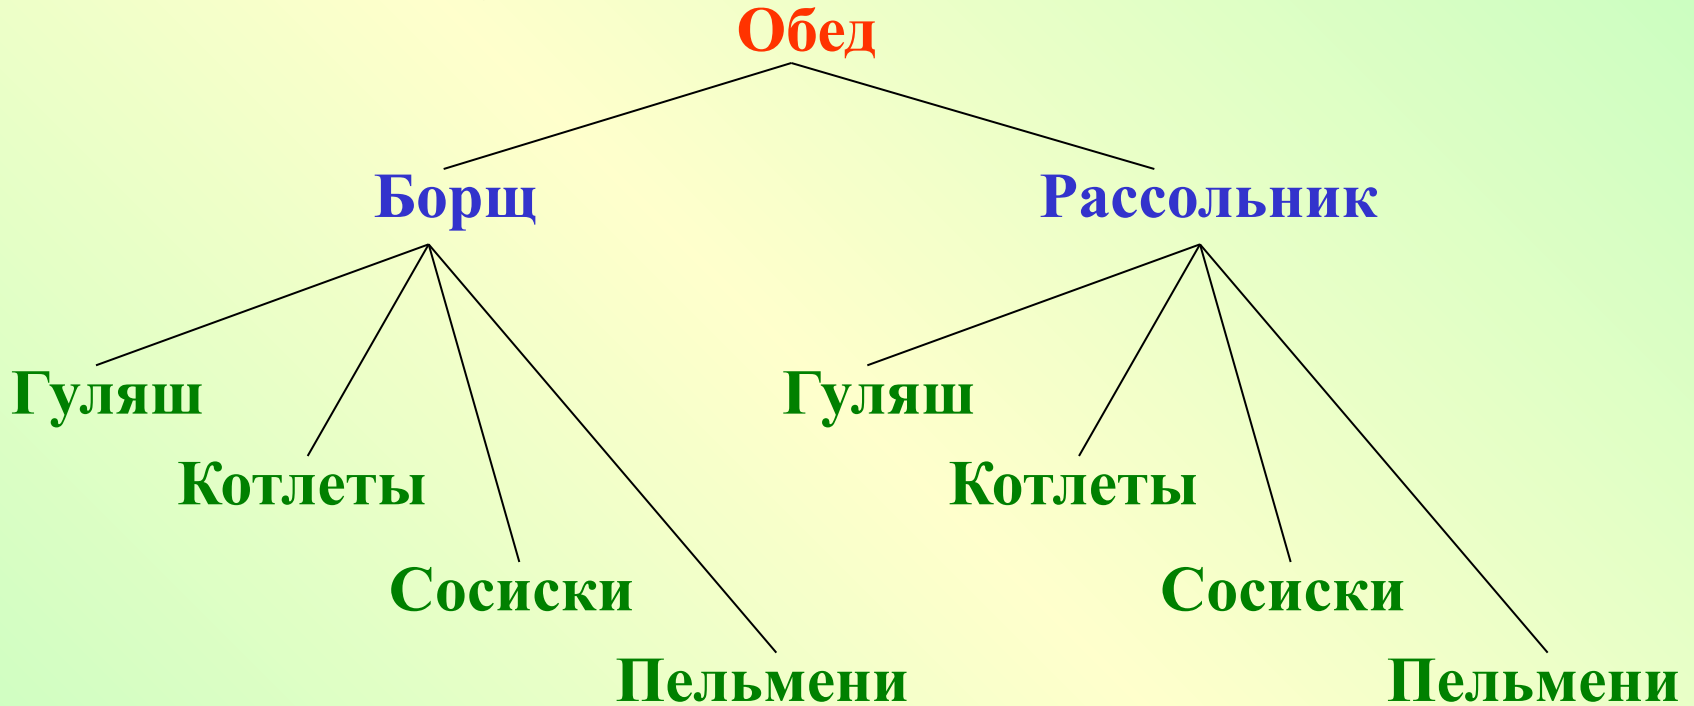 Обед
Борщ Рассольник
Гуляш Гуляш
Котлеты Котлеты
Сосиски Сосиски
Пельмени Пельмени